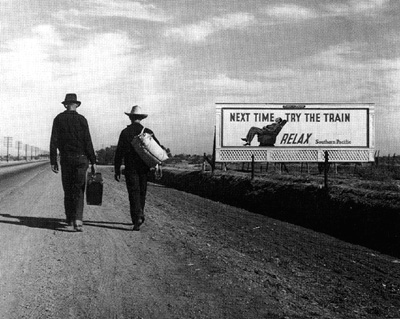 NEXT TIME TRY THE TRAIN
RELAX
Southern Pacific